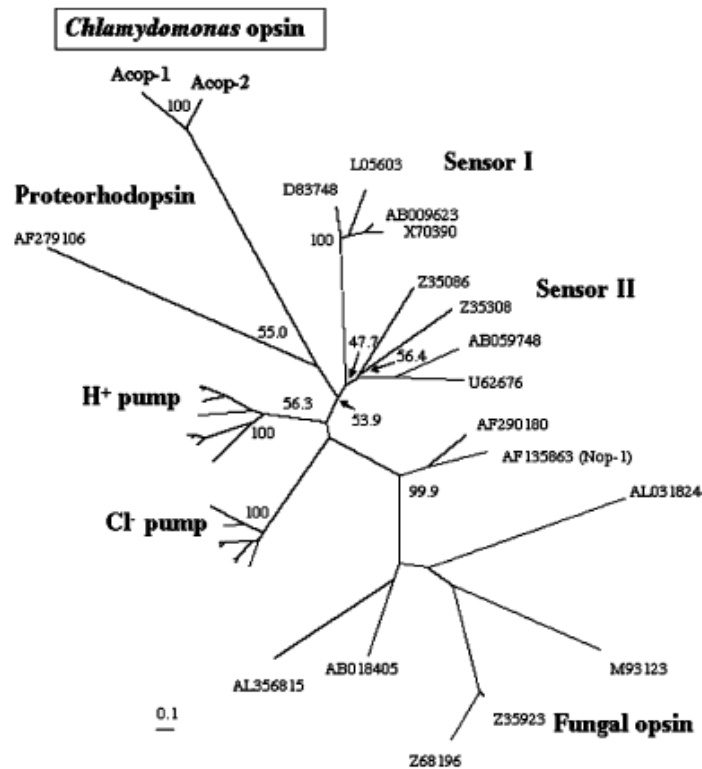 Chlamydomonas opsin
Acop-1
Acop-2
100
L05603
Sensor I
D83748
Proteorhodopsin
AB009623
X70390
100
AF279106
Z35086
Sensor II
Z35308
55.0
47.7
AB059748
56.4
U62676
H+ pump
56.3
53.9
AF290180
100
AF135863 (Nop-1)
99.9
AL031824
Cl- pump
100
AB018405
M93123
AL356815
0.1
Z35923
Fungal opsin
Z68196